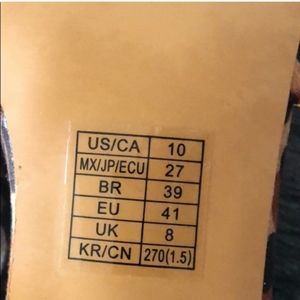 US/CA 10
MX/JP/ECU 27
BR 39
EU 41
UK 8
KR/CN 270(1.5)